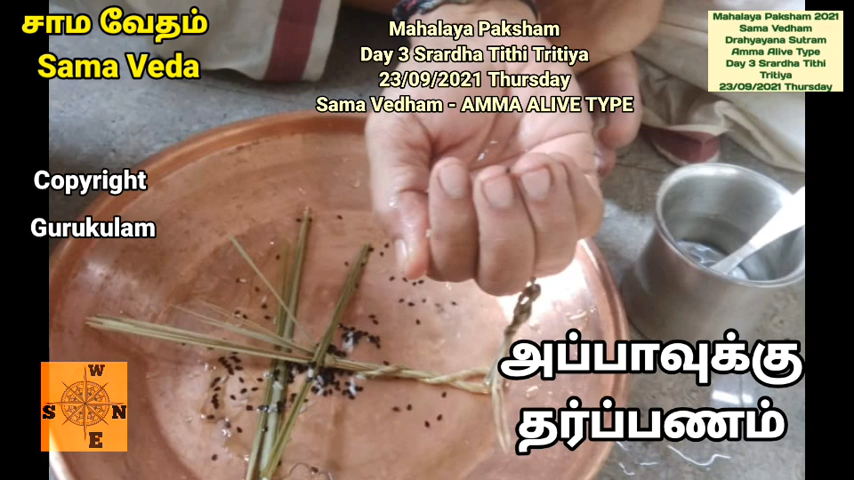 சாம வேதம்
Sama Veda
Mahalaya Paksham
Day 3 Srardha Tithi Tritiya
23/09/2021 Thursday
Sama Vedham - AMMA ALIVE TYPE
Mahalaya Paksham 2021
Sama Vedham
Drahyayana Sutram
Amma Alive Type
Day 3 Srardha Tithi
Tritiya
23/09/2021 Thursday
Copyright
Gurukulam
W
S N
E
அப்பாவுக்கு
தர்ப்பணம்